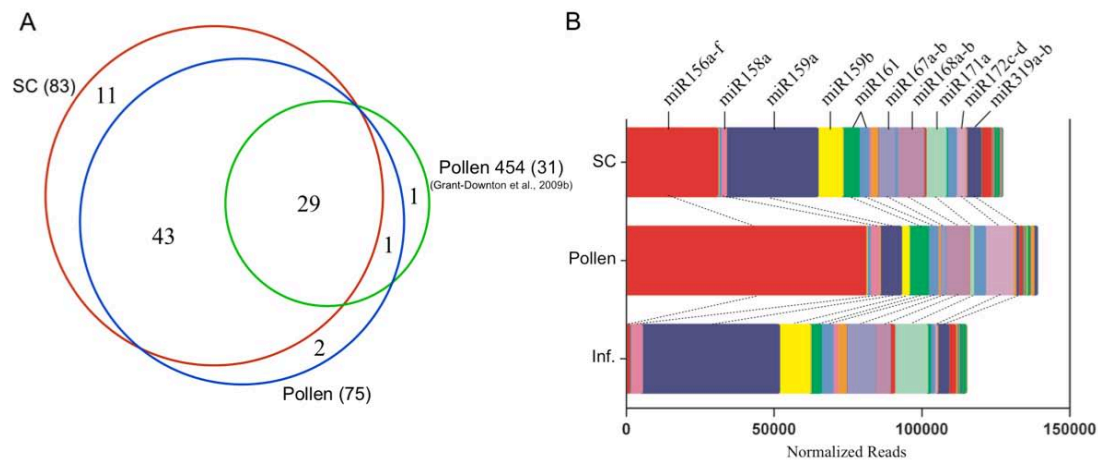 A
SC (83)
11
43
29
1
1
2
Pollen 454 (31)
(Grant-Downton et al., 2009b)
Pollen (75)
B
miR156a-f
miR158a
miR159a
miR159b
miR161
miR167a-b
miR168a-b
miR171a
miR172c-d
miR319a-b
SC
Pollen
Inf.
0
50000
100000
150000
Normalized Reads